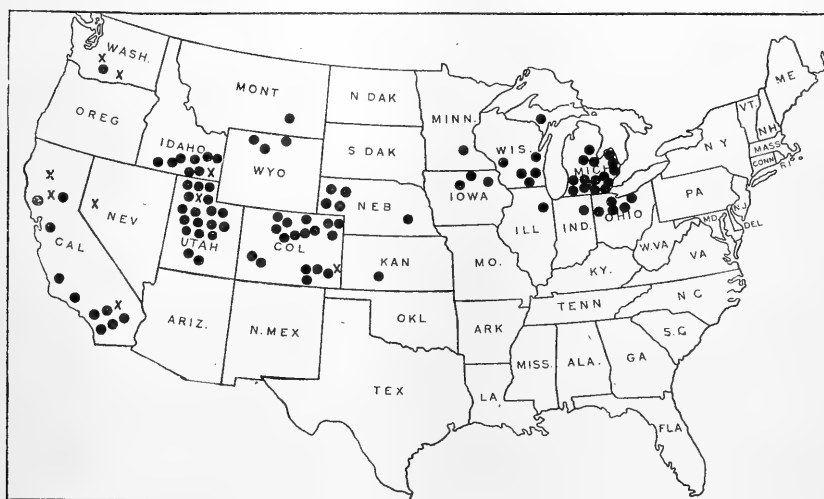 WASH.
OREG
IDAHO
MONT
N DAK
S DAK
WYO
NEV
CAL
UTAH
COL
ARIZ.
N.MEX
NEB
KAN
OKL
TEX
MINN.
IOWA
MO.
ARK
LA
WIS.
ILL
MICH
IND.
OHIO
KY.
TENN
MISS.
ALA.
GA
FLA
S.C
N C
VA
W.VA
PA
N Y
VT.
NH
ME
MASS
CONN
R I
N.J.
DEL
MD.
X
X
X
X
X
X
X
X
X
X